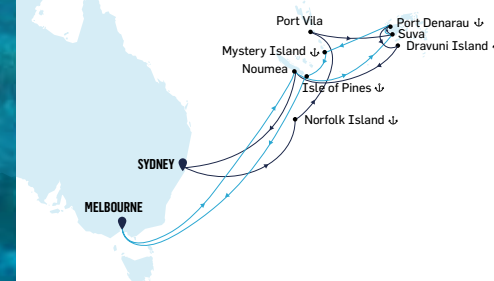 Port Vila
Port Denarau
Suva
Dravuni Island
Mystery Island
Noumea
Isle of Pines
Norfolk Island
SYDNEY
MELBOURNE